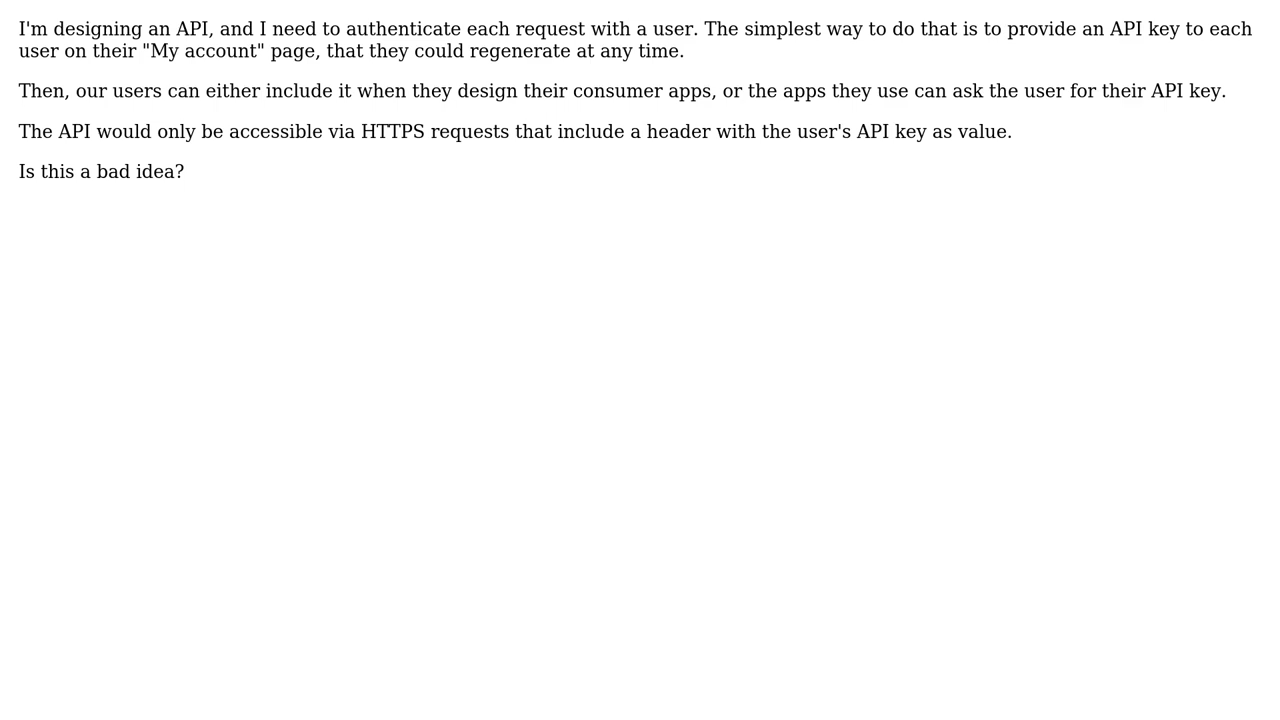 I'm designing an API, and I need to authenticate each request with a user. The simplest way to do that is to provide an API key to each
user on their "My account" page, that they could regenerate at any time.
Then, our users can either include it when they design their consumer apps, or the apps they use can ask the user for their API key.
The API would only be accessible via HTTPS requests that include a header with the user's API key as value.
Is this a bad idea?